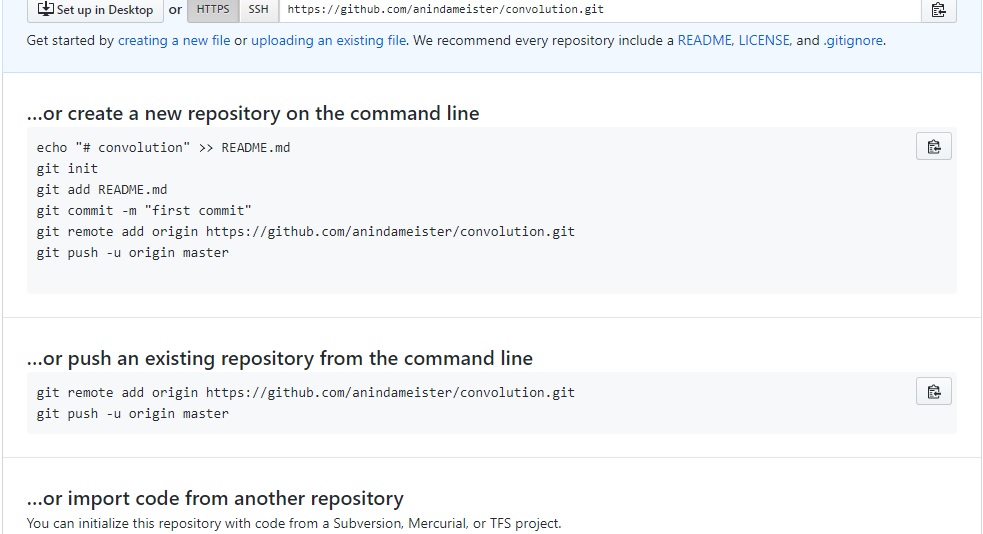 Set up in Desktop or HTTPS SSH https://github.com/anindameister/convolution.git
Get started by creating a new file or uploading an existing file. We recommend every repository include a README, LICENSE, and .gitignore.
…or create a new repository on the command line
echo "# convolution" >> README.md
git init
git add README.md
git commit -m "first commit"
git remote add origin https://github.com/anindameister/convolution.git
git push -u origin master
…or push an existing repository from the command line
git remote add origin https://github.com/anindameister/convolution.git
git push -u origin master
…or import code from another repository
You can initialize this repository with code from a Subversion, Mercurial, or TFS project.